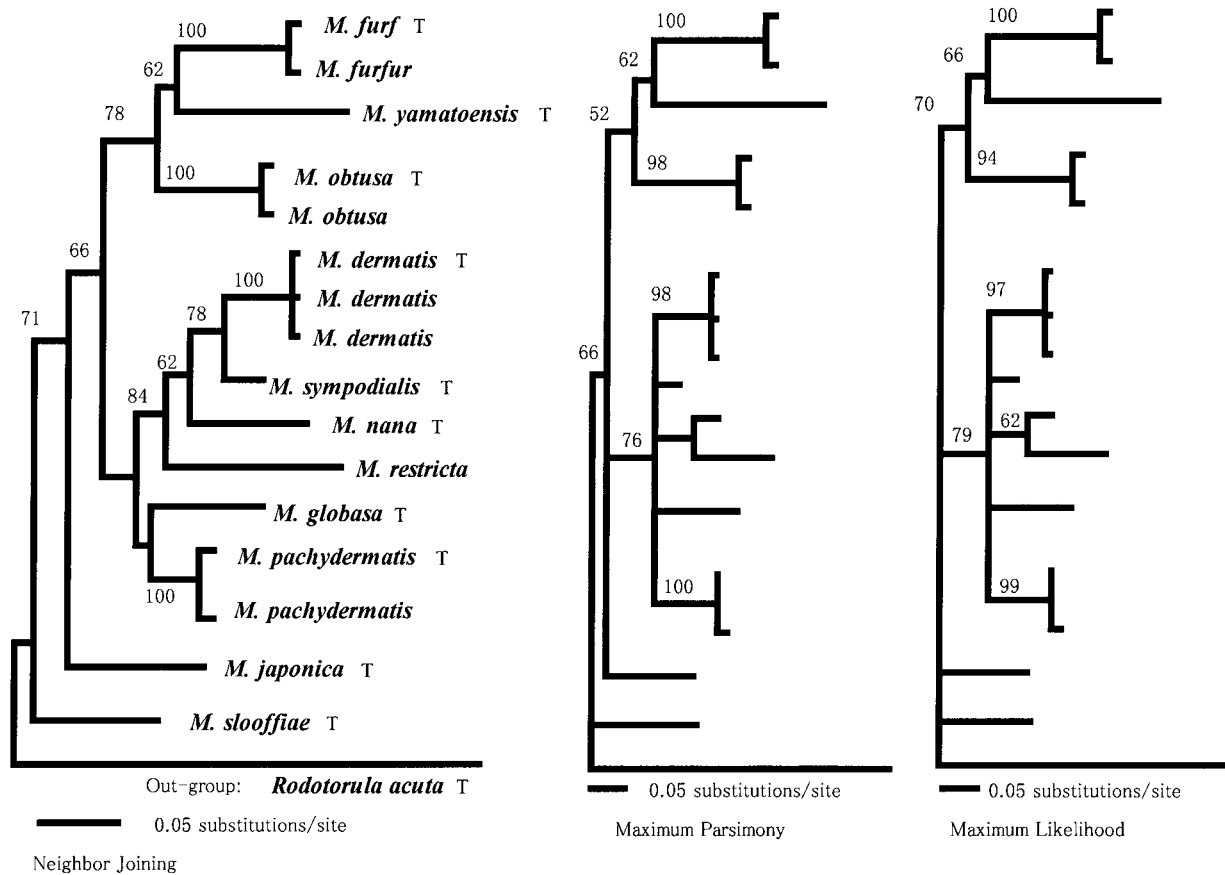 100
M. furf T
62
M. furfur
78
M. yamatoensis T
100
M. obtusa T
M. obtusa
66
M. dermatis T
100
M. dermatis
78
M. dermatis
71
62
M. sympodialis T
84
M. nana T
M. restricta
M. globasa T
M. pachydermatis T
100
M. pachydermatis
M. japonica T
M. slooffiae T
Out-group: Rodotorula acuta T
0.05 substitutions/site
Neighbor Joining
100
62
52
98
98
66
76
100
0.05 substitutions/site
Maximum Parsimony
100
66
70
94
97
62
79
99
0.05 substitutions/site
Maximum Likelihood